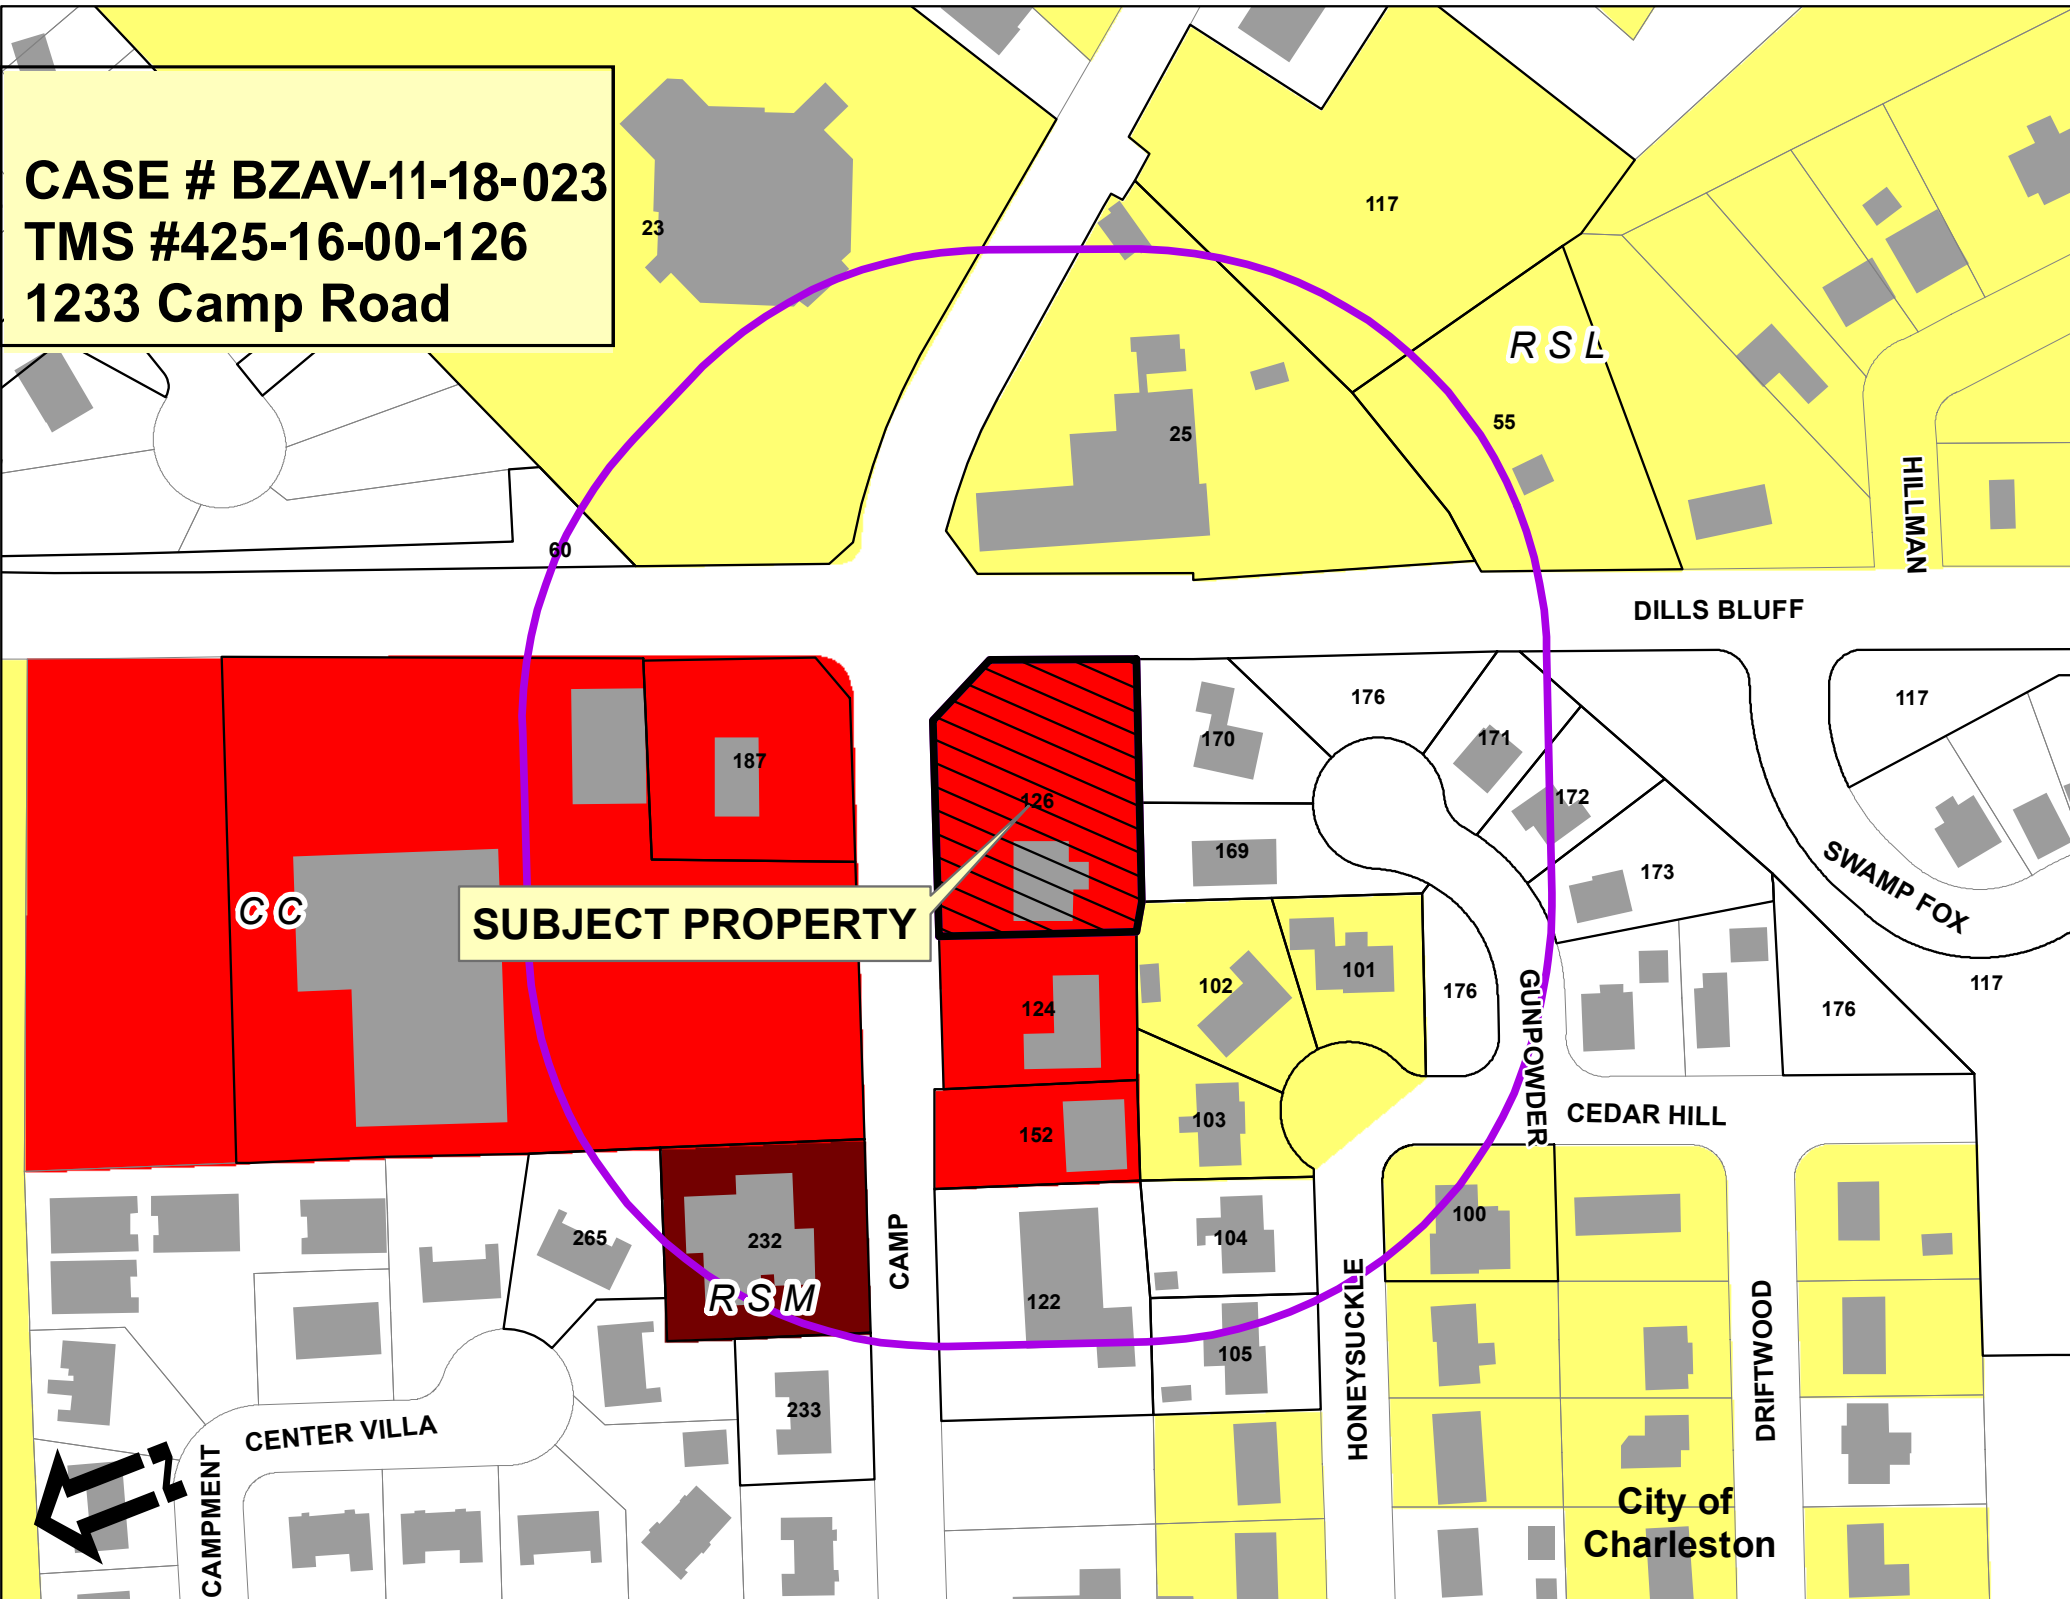 CASE # BZAV-11-18-023
TMS #425-16-00-126
1233 Camp Road
23
117
R S L
55
25
60
HILLMAN
DILLS BLUFF
176
117
170
171
187
126
172
169
173
SWAMP FOX
C C
SUBJECT PROPERTY
102
101
176
117
124
176
GUNPOWDER
103
152
CEDAR HILL
100
265
232
104
CAMP
R S M
122
105
HONEYSUCKLE
DRIFTWOOD
233
CENTER VILLA
CAMPMENT
City of
Charleston